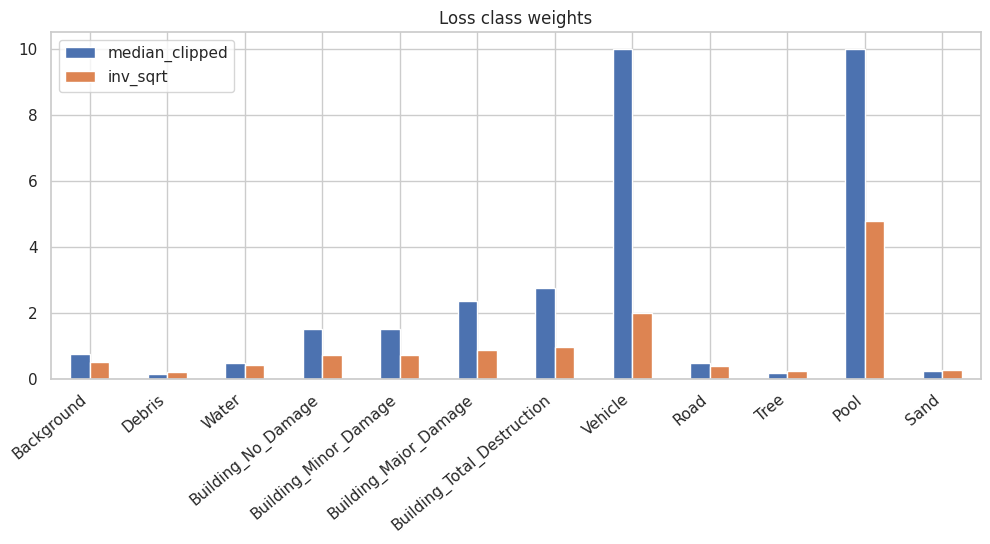 Loss class weights
median_clipped
inv_sqrt
10
8
6
4
2
0
Background
Debris
Water
Building_No_Damage
Building_Minor_Damage
Building_Major_Damage
Building_Total_Destruction
Vehicle
Road
Tree
Pool
Sand